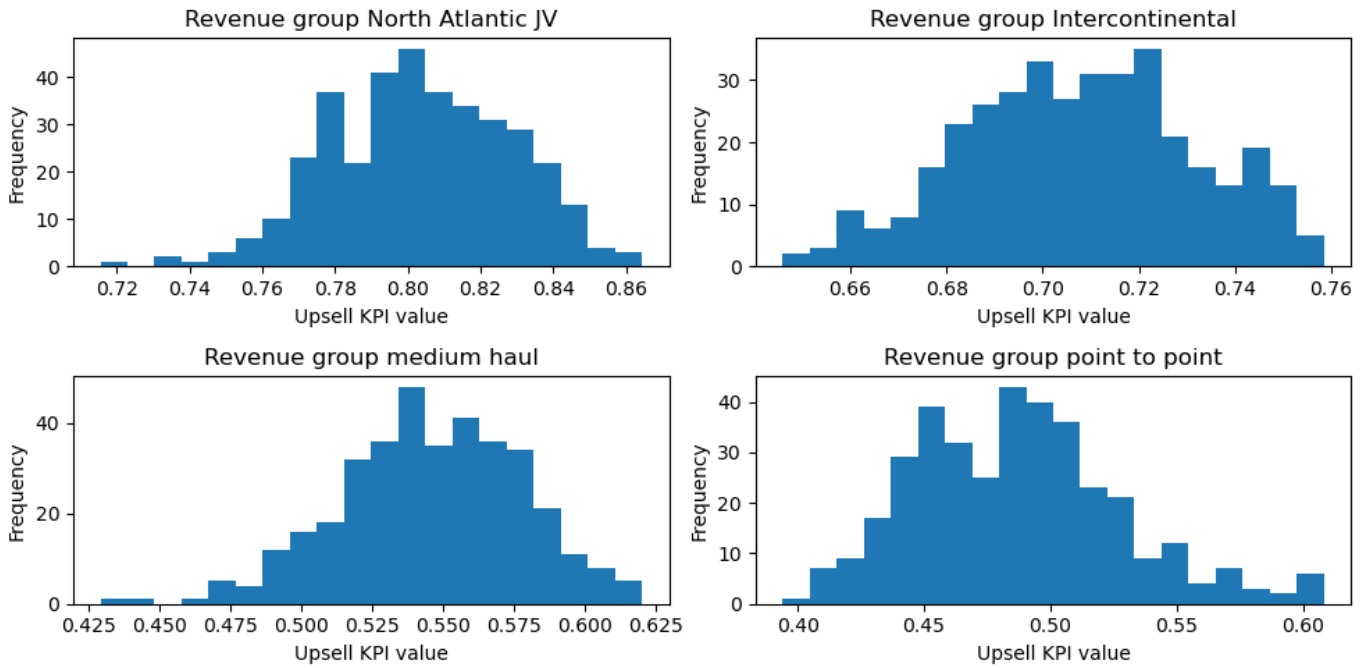 Revenue group North Atlantic JV
Frequency
40
30
20
10
0
0.72 0.74 0.76 0.78 0.80 0.82 0.84 0.86
Upsell KPI value
Revenue group Intercontinental
Frequency
30
20
10
0
0.66 0.68 0.70 0.72 0.74 0.76
Upsell KPI value
Revenue group medium haul
Frequency
40
20
0
0.425 0.450 0.475 0.500 0.525 0.550 0.575 0.600 0.625
Upsell KPI value
Revenue group point to point
Frequency
40
30
20
10
0
0.40 0.45 0.50 0.55 0.60
Upsell KPI value